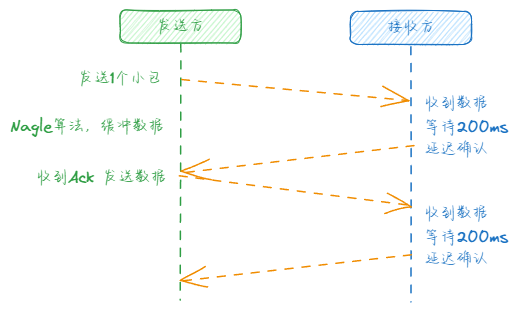 发送方
接收方
发送1个小包
收到数据
等待200ms
延迟确认
Nagle算法，缓冲数据
收到Ack 发送数据
收到数据
等待200ms
延迟确认